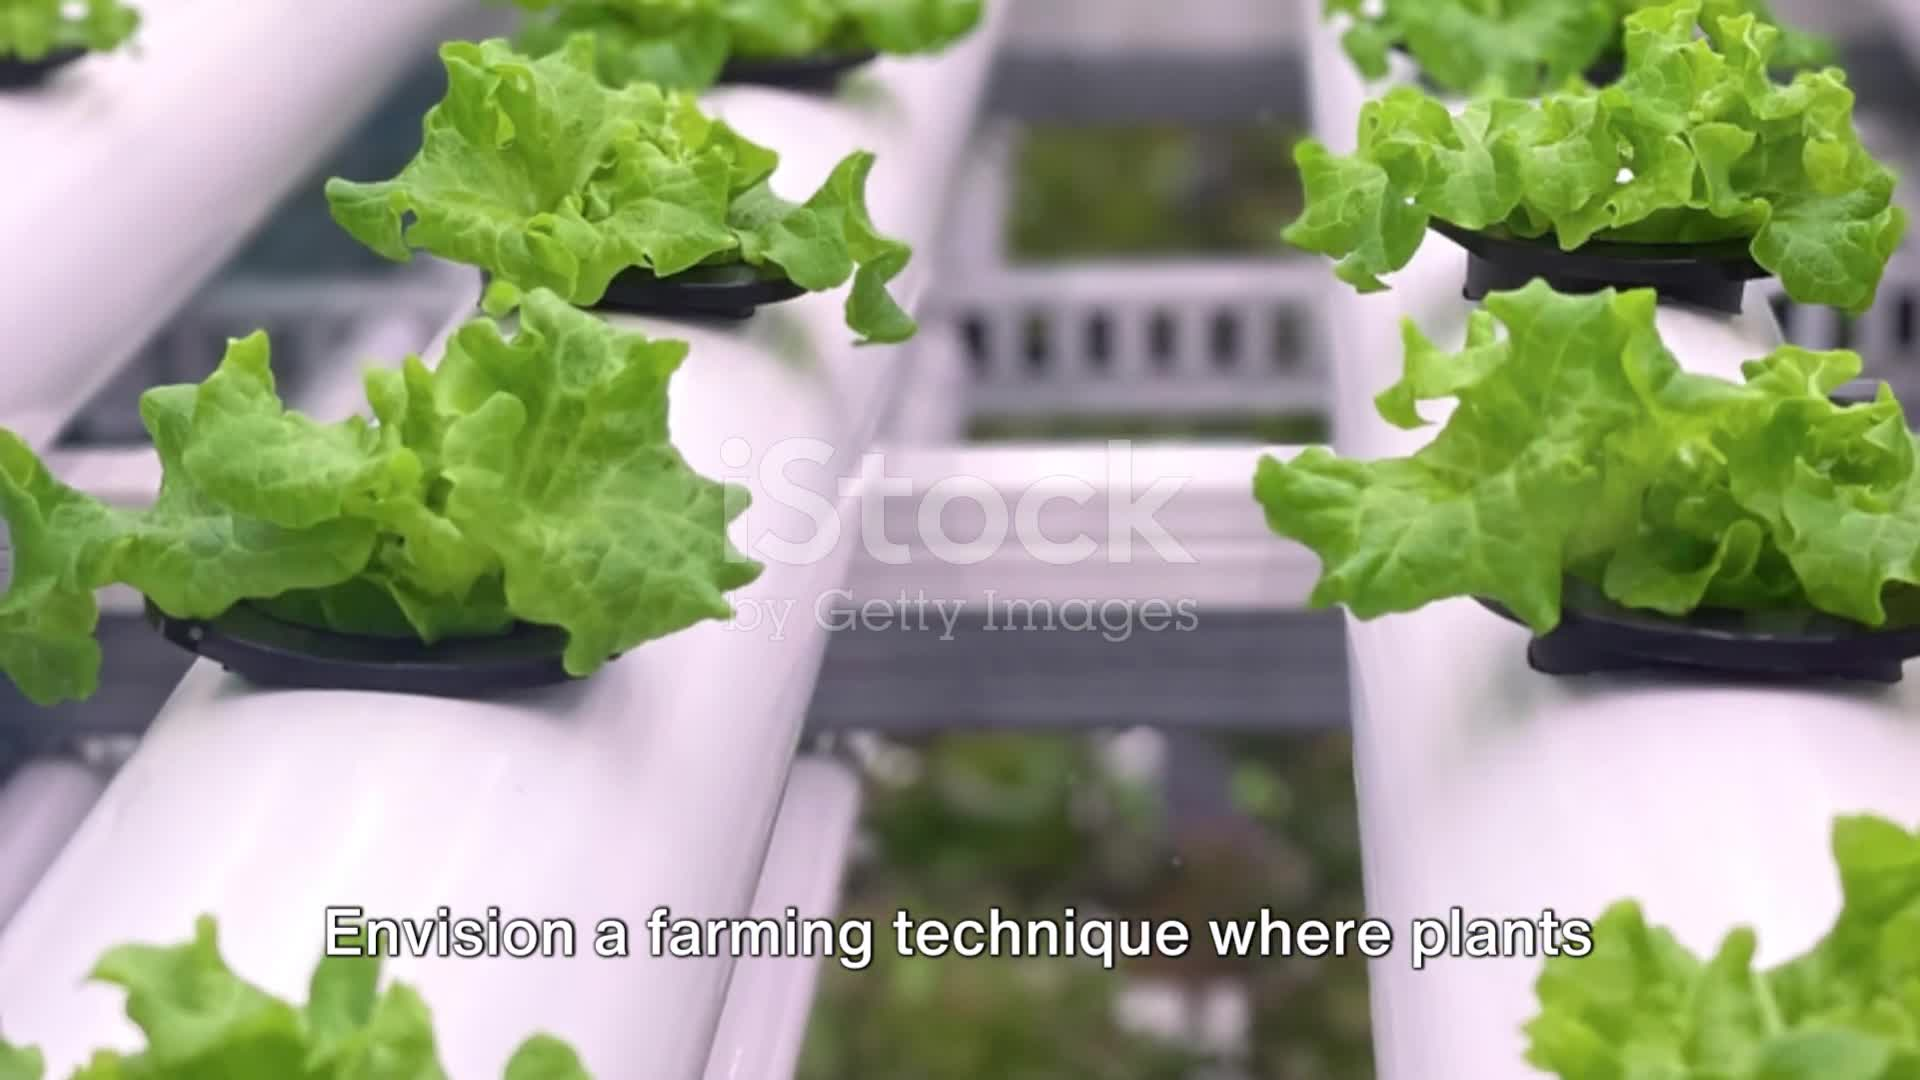 iStock
by Getty Images
Envision a farming technique where plants